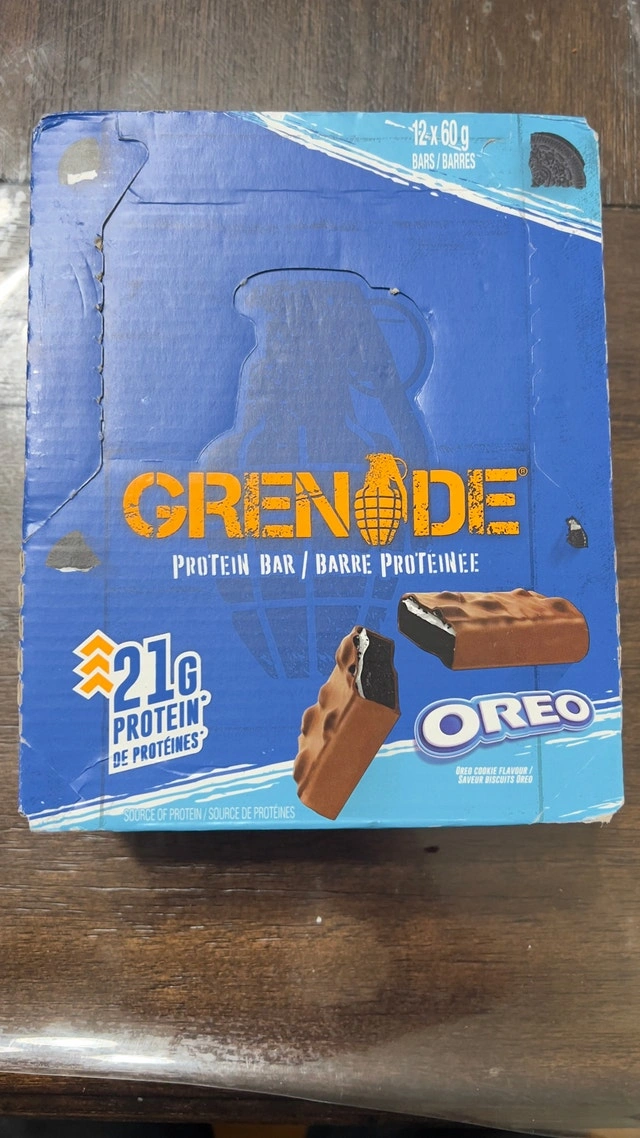 12 x 60 g
BARS / BARRES
GRENADE®
PROTEIN BAR / BARRE PROTEINEE
21G
PROTEIN*
DE PROTÉINES*
OREO
OREO COOKIE FLAVOUR /
SAVEUR BISCUITS OREO
SOURCE OF PROTEIN / SOURCE DE PROTÉINES